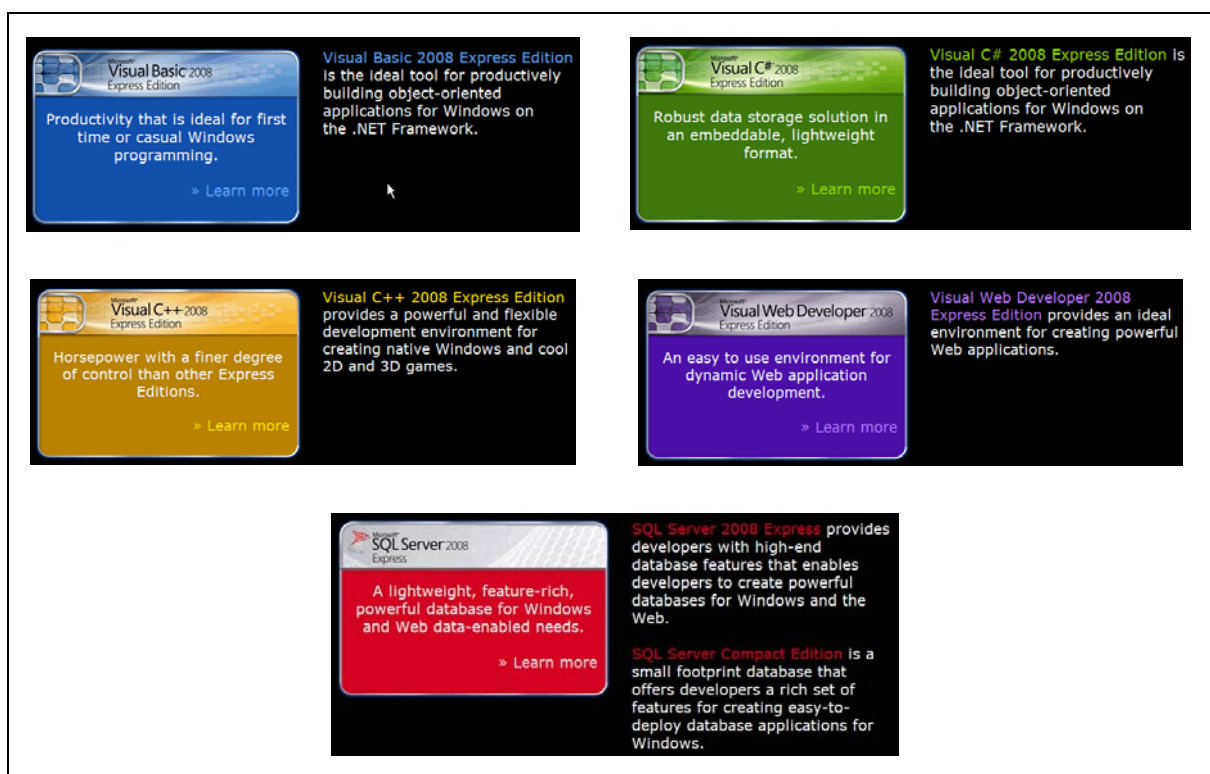 Microsoft
Visual Basic 2008
Express Edition
Productivity that is ideal for first
time or casual Windows
programming.
» Learn more
Visual Basic 2008 Express Edition
is the ideal tool for productively
building object-oriented
applications for Windows on
the .NET Framework.
Microsoft
Visual C# 2008
Express Edition
Robust data storage solution in
an embeddable, lightweight
format.
» Learn more
Visual C# 2008 Express Edition is
the ideal tool for productively
building object-oriented
applications for Windows on
the .NET Framework.
Microsoft
Visual C++ 2008
Express Edition
Horsepower with a finer degree
of control than other Express
Editions.
» Learn more
Visual C++ 2008 Express Edition
provides a powerful and flexible
development environment for
creating native Windows and cool
2D and 3D games.
Microsoft
Visual Web Developer 2008
Express Edition
An easy to use environment for
dynamic Web application
development.
» Learn more
Visual Web Developer 2008
Express Edition provides an ideal
environment for creating powerful
Web applications.
Microsoft
SQL Server 2008
Express
A lightweight, feature-rich,
powerful database for Windows
and Web data-enabled needs.
» Learn more
SQL Server 2008 Express provides
developers with high-end
database features that enables
developers to create powerful
databases for Windows and the
Web.
SQL Server Compact Edition is a
small footprint database that
offers developers a rich set of
features for creating easy-to-
deploy database applications for
Windows.